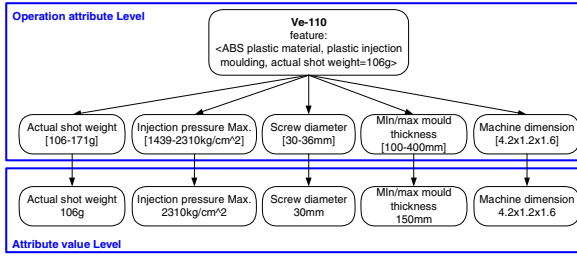 Operation attribute Level
Ve-110
feature:
<ABS plastic material, plastic injection
moulding, actual shot weight=106g>
Actual shot weight
[106-171g]
Injection pressure Max.
[1439-2310kg/cm^2]
Screw diameter
[30-36mm]
MIn/max mould
thickness
[100-400mm]
Machine dimension
[4.2x1.2x1.6]
Actual shot weight
106g
Injection pressure Max.
2310kg/cm^2
Screw diameter
30mm
MIn/max mould
thickness
150mm
Machine dimension
4.2x1.2x1.6
Attribute value Level